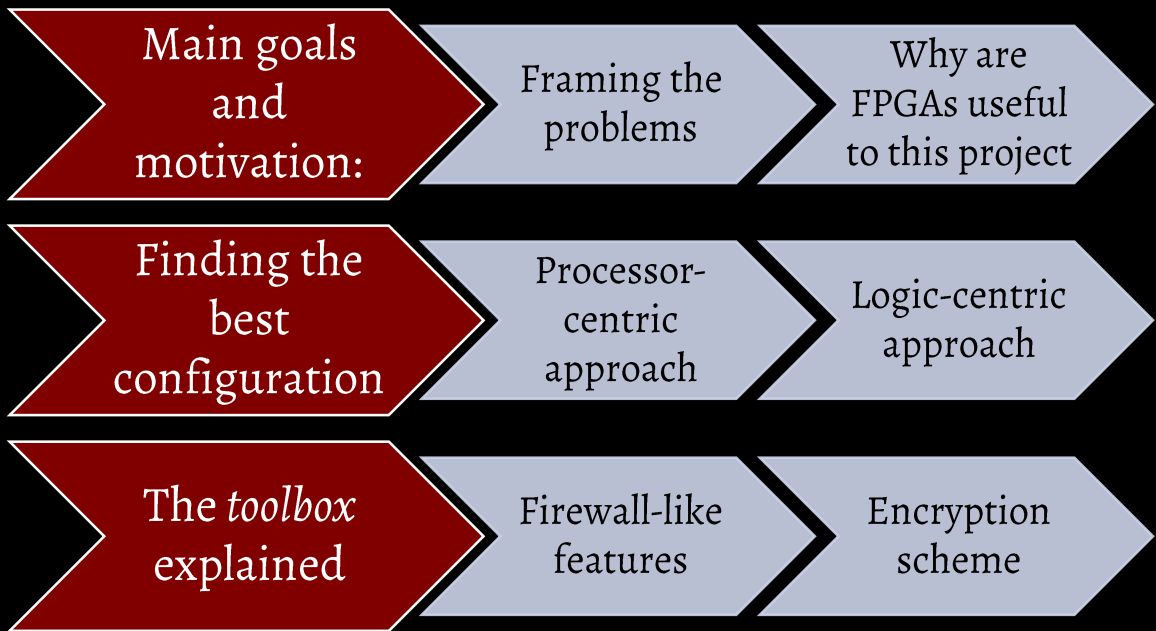 Main goals
and
motivation:
Framing the
problems
Why are
FPGAs useful
to this project
Finding the
best
configuration
Processor-
centric
approach
Logic-centric
approach
The toolbox
explained
Firewall-like
features
Encryption
scheme